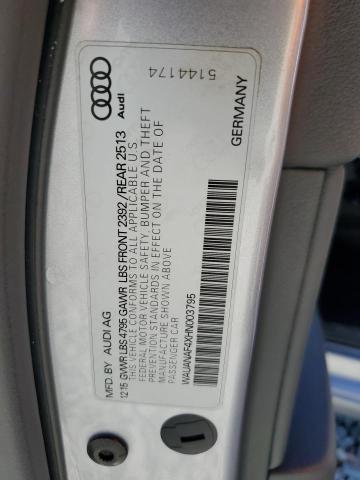 Audi
5144174
GERMANY
MFD. BY AUDI AG
12 15 GVWR LBS 4795 GAWR LBS FRONT 2392 /REAR 2513
THIS VEHICLE CONFORMS TO ALL APPLICABLE U.S.
FEDERAL MOTOR VEHICLE SAFETY, BUMPER AND THEFT
PREVENTION STANDARDS IN EFFECT ON THE DATE OF
MANUFACTURE SHOWN ABOVE
PASSENGER CAR
WAUANAF4XHN003795